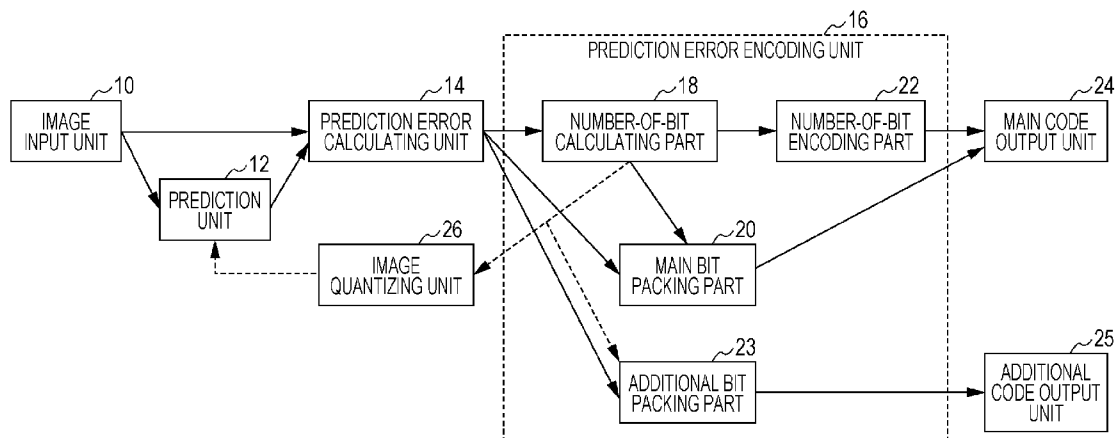 16
PREDICTION ERROR ENCODING UNIT
10
IMAGE
INPUT UNIT
14
PREDICTION ERROR
CALCULATING UNIT
18
NUMBER-OF-BIT
CALCULATING PART
22
NUMBER-OF-BIT
ENCODING PART
24
MAIN CODE
OUTPUT UNIT
12
PREDICTION
UNIT
26
IMAGE
QUANTIZING UNIT
20
MAIN BIT
PACKING PART
23
ADDITIONAL BIT
PACKING PART
25
ADDITIONAL
CODE OUTPUT
UNIT